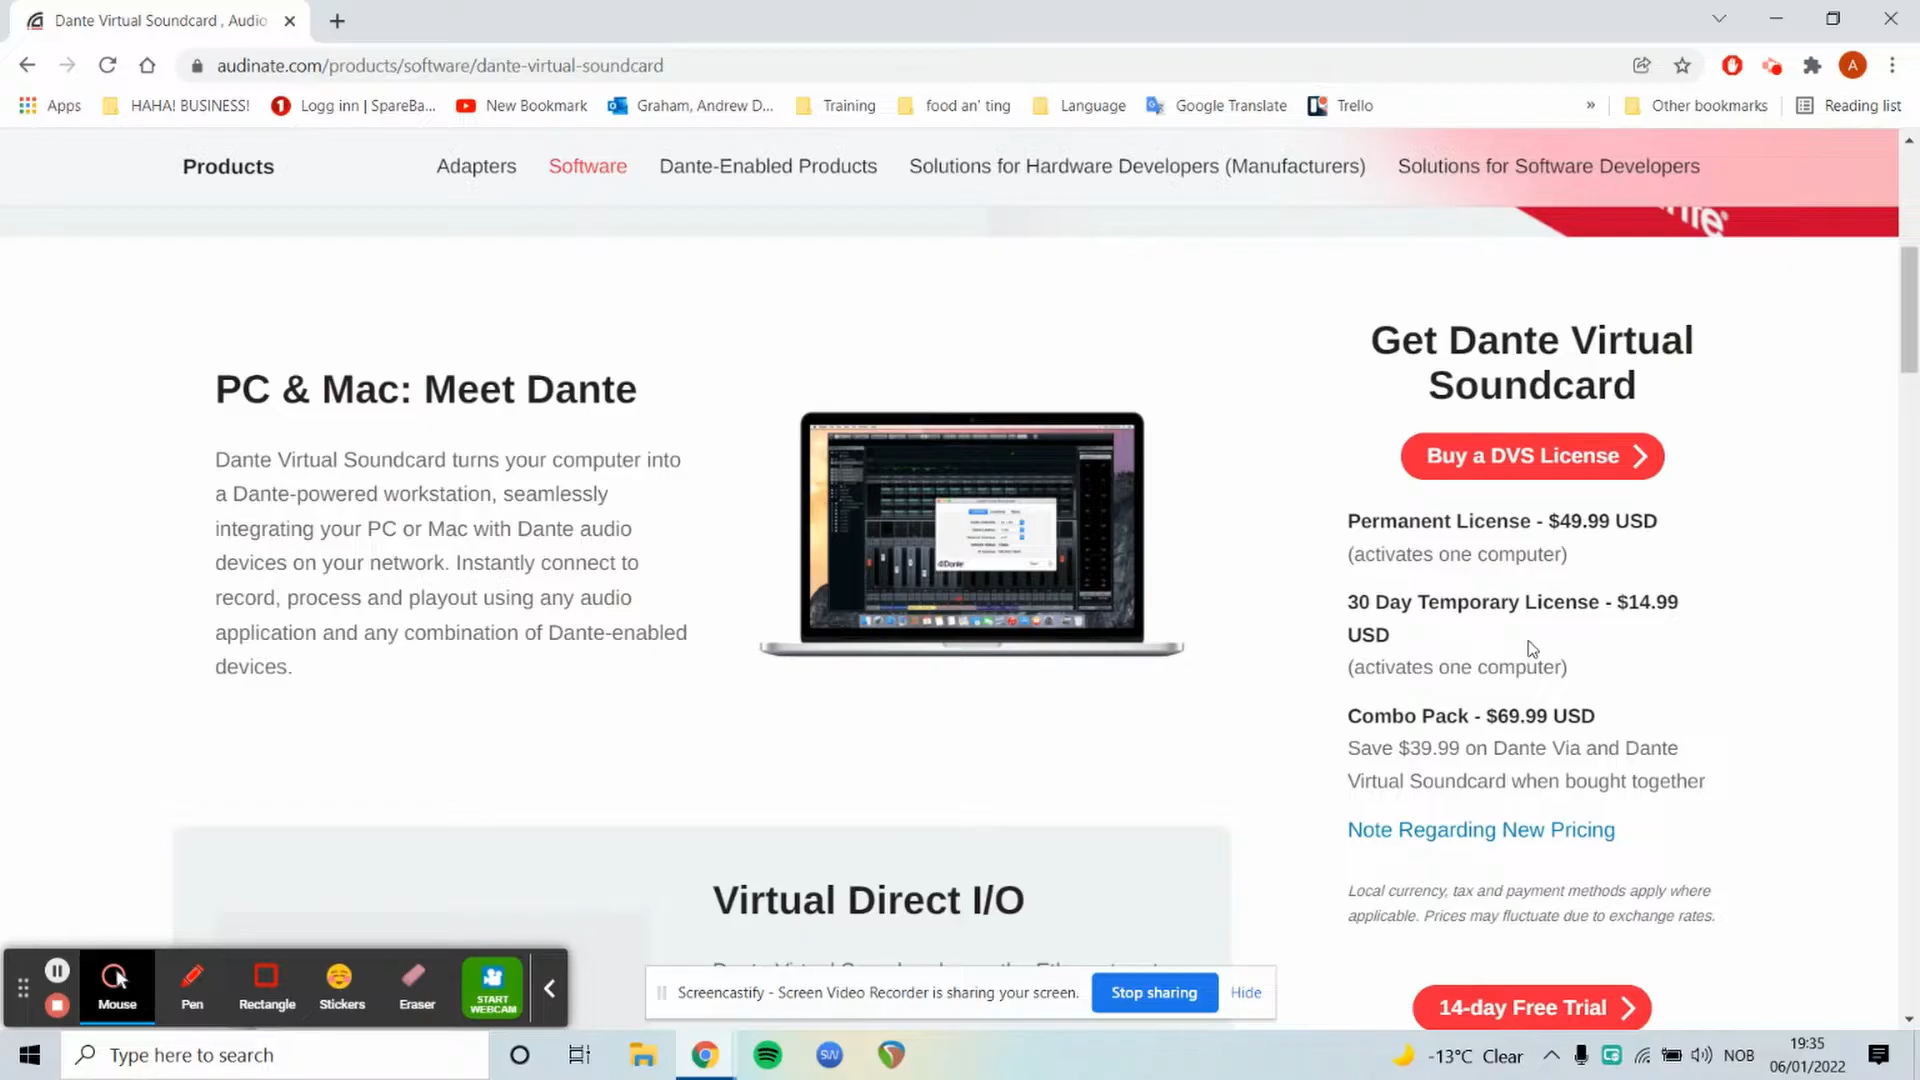 Dante Virtual Soundcard , Audio
audinate.com/products/software/dante-virtual-soundcard
A
Apps
HAHA! BUSINESS!
Logg inn | SpareBa...
New Bookmark
Graham, Andrew D...
Training
food an' ting
Language
Google Translate
Trello
»
Other bookmarks
Reading list
Products
Adapters
Software
Dante-Enabled Products
Solutions for Hardware Developers (Manufacturers)
Solutions for Software Developers
PC & Mac: Meet Dante
Dante Virtual Soundcard turns your computer into
a Dante-powered workstation, seamlessly
integrating your PC or Mac with Dante audio
devices on your network. Instantly connect to
record, process and playout using any audio
application and any combination of Dante-enabled
devices.
Dante
Get Dante Virtual
Soundcard
Buy a DVS License
Permanent License - $49.99 USD
(activates one computer)
30 Day Temporary License - $14.99
USD
(activates one computer)
Combo Pack - $69.99 USD
Save $39.99 on Dante Via and Dante
Virtual Soundcard when bought together
Note Regarding New Pricing
Local currency, tax and payment methods apply where
applicable. Prices may fluctuate due to exchange rates.
14-day Free Trial
Virtual Direct I/O
Mouse
Pen
Rectangle
Stickers
Eraser
START
WEBCAM
Screencastify - Screen Video Recorder is sharing your screen.
Stop sharing
Hide
Type here to search
SW
-13°C Clear
NOB
19:35
06/01/2022